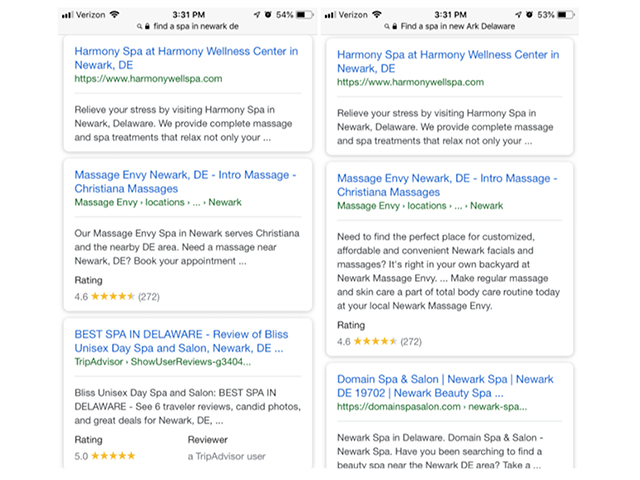 Verizon 3:31 PM 54%
find a spa in newark de
Harmony Spa at Harmony Wellness Center in
Newark, DE
https://www.harmonywellspa.com
Relieve your stress by visiting Harmony Spa in
Newark, Delaware. We provide complete massage
and spa treatments that relax not only your ...
Massage Envy Newark, DE - Intro Massage -
Christiana Massages
Massage Envy › locations › ... › Newark
Our Massage Envy Spa in Newark serves Christiana
and the nearby DE area. Need a massage near
Newark, DE? Book your appointment ...
Rating
4.6 ★★★★★ (272)
BEST SPA IN DELAWARE - Review of Bliss
Unisex Day Spa and Salon, Newark, DE ...
TripAdvisor › ShowUserReviews-g3404...
Bliss Unisex Day Spa and Salon: BEST SPA IN
DELAWARE - See 6 traveler reviews, candid photos,
and great deals for Newark, DE, ...
Rating Reviewer
5.0 ★★★★★ a TripAdvisor user
Verizon 3:31 PM 53%
Find a spa in new Ark Delaware
Harmony Spa at Harmony Wellness Center in
Newark, DE
https://www.harmonywellspa.com
Relieve your stress by visiting Harmony Spa in
Newark, Delaware. We provide complete massage
and spa treatments that relax not only your ...
Massage Envy Newark, DE - Intro Massage -
Christiana Massages
Massage Envy › locations › ... › Newark
Need to find the perfect place for customized,
affordable and convenient Newark facials and
massages? It's right in your own backyard at
Newark Massage Envy. ... Make regular massage
and skin care a part of total body care routine today
at your local Newark Massage Envy.
Rating
4.6 ★★★★★ (272)
Domain Spa & Salon | Newark Spa | Newark
DE 19702 | Newark Beauty Spa ...
https://domainspasalon.com › newark-spa...
Newark Spa in Delaware. Domain Spa & Salon -
Newark Spa. Have you been searching to find a
beauty spa near the Newark DE area? Take a ...